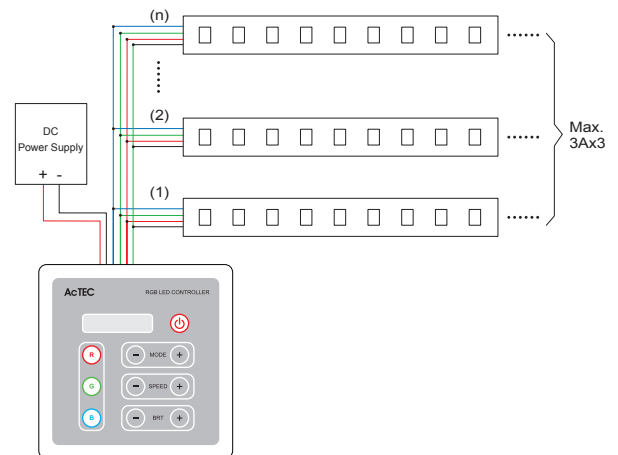 (n)
(2)
DC
Power Supply
+ -
Max.
3Ax3
(1)
AcTEC
RGB LED CONTROLLER
R
- MODE +
G
- SPEED +
B
- BRT +